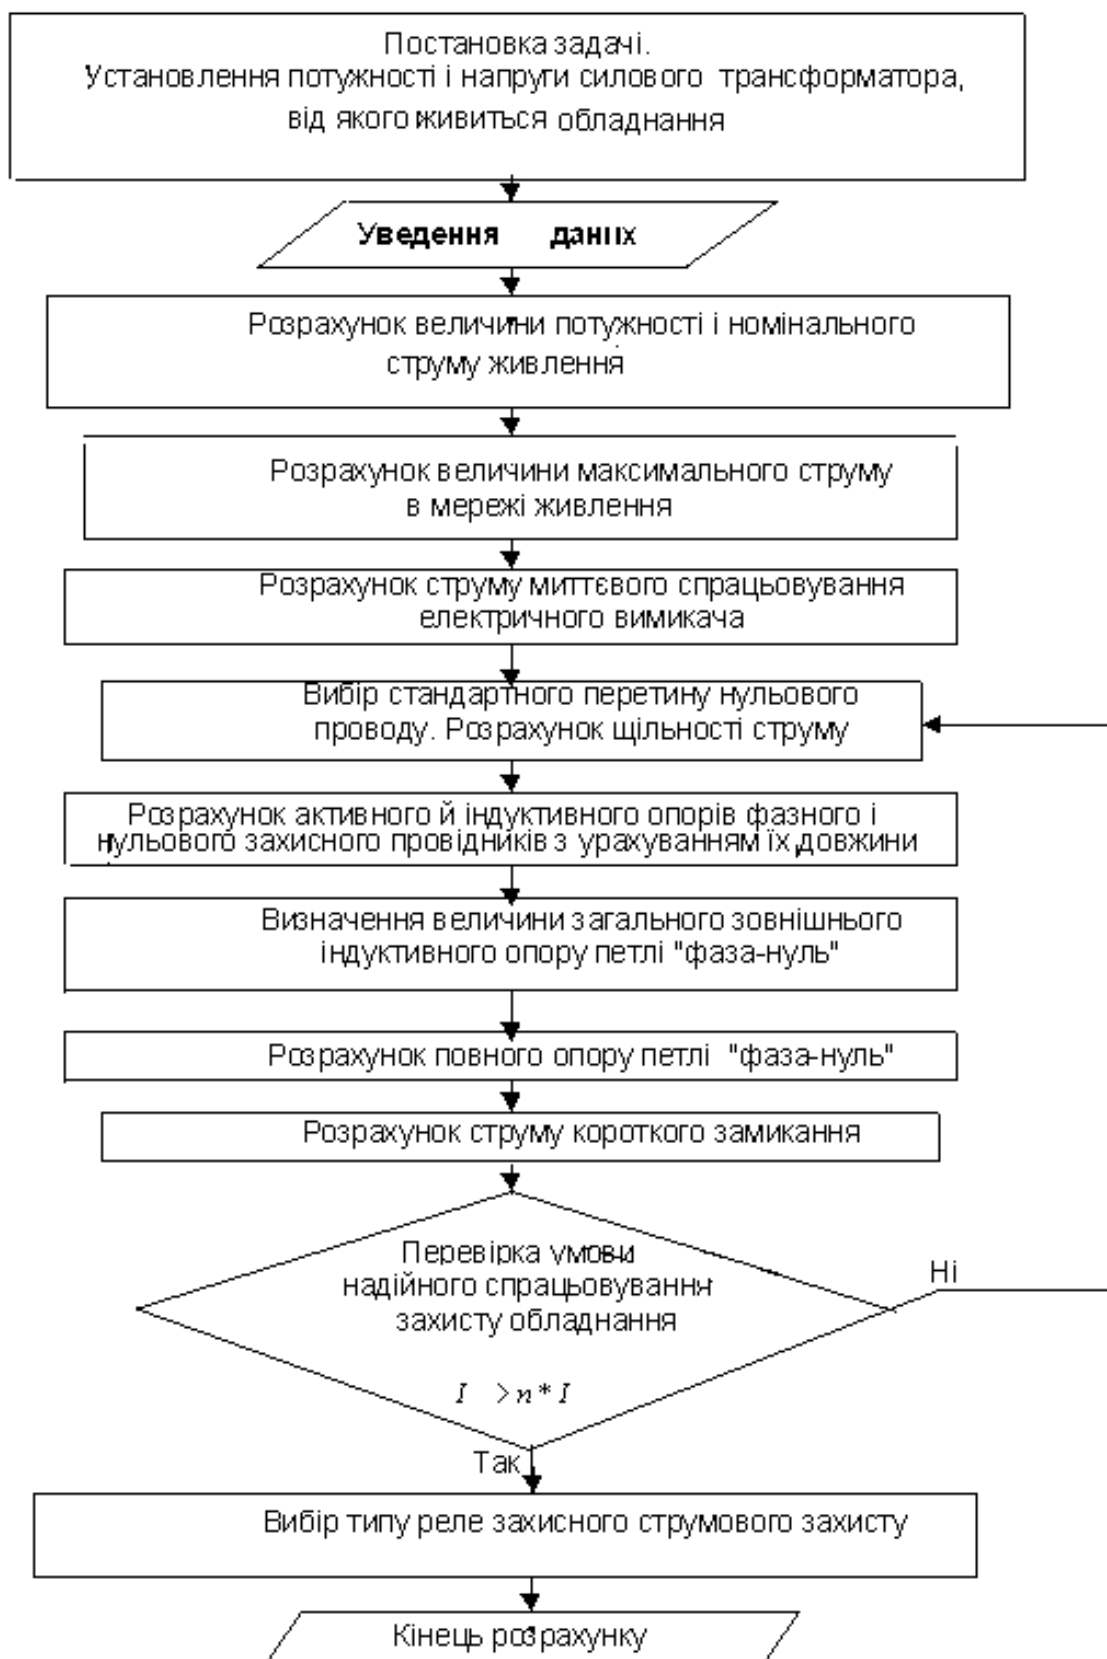 Постановка задачі.
Установлення потужності і напруги силового трансформатора,
від якого живиться обладнання
Уведення даних
Розрахунок величини потужності і номінального
струму живлення
Розрахунок величини максимального струму
в мережі живлення
Розрахунок струму миттєвого спрацьовування
електричного вимикача
Вибір стандартного перетину нульового
проводу. Розрахунок щільності струму
Розрахунок активного й індуктивного опорів фазного і
нульового захисного провідників з урахуванням їх довжини
Визначення величини загального зовнішнього
індуктивного опору петлі "фаза-нуль"
Розрахунок повного опору петлі "фаза-нуль"
Розрахунок струму короткого замикання
Перевірка умови
надійного спрацьовування
захисту обладнання
I > n * I
Ні
Так
Вибір типу реле захисного струмового захисту
Кінець розрахунку